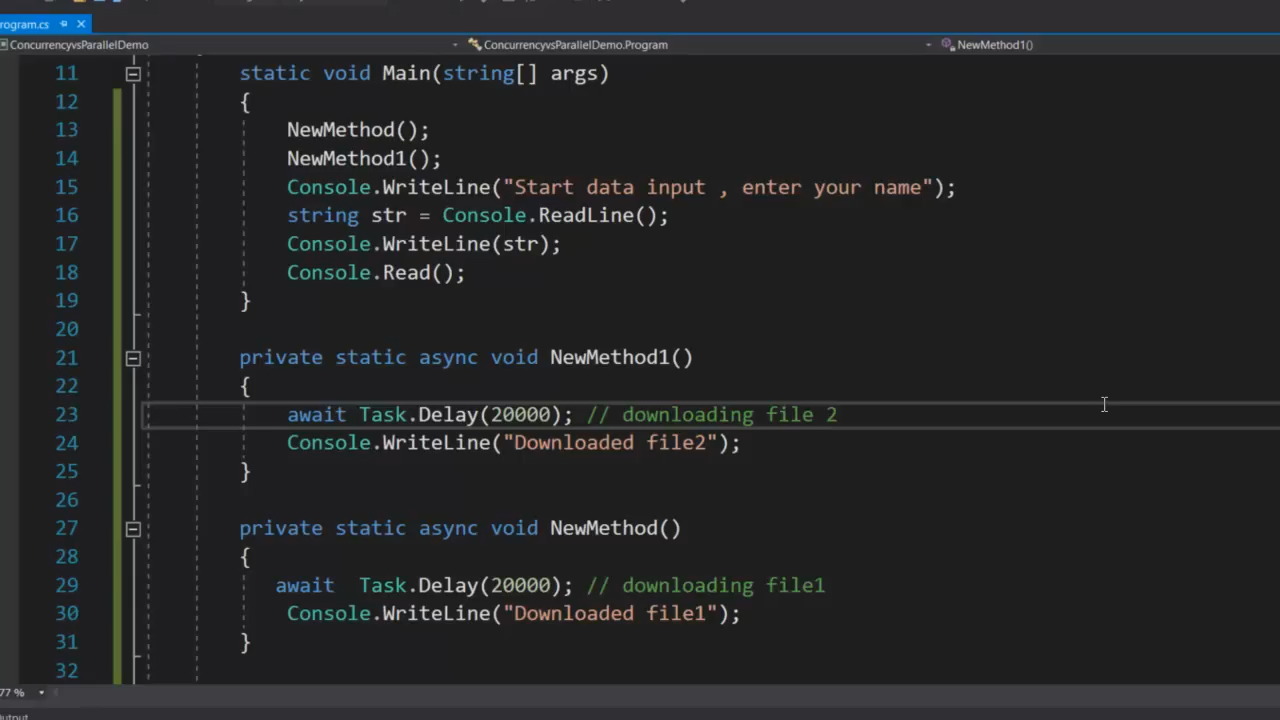 rogram.cs
ConcurrencyvsParallelDemo ConcurrencyvsParallelDemo.Program NewMethod1()
11 static void Main(string[] args)
12 {
13 NewMethod();
14 NewMethod1();
15 Console.WriteLine("Start data input , enter your name");
16 string str = Console.ReadLine();
17 Console.WriteLine(str);
18 Console.Read();
19 }
20
21 private static async void NewMethod1()
22 {
23 await Task.Delay(20000); // downloading file 2
24 Console.WriteLine("Downloaded file2");
25 }
26
27 private static async void NewMethod()
28 {
29 await  Task.Delay(20000); // downloading file1
30 Console.WriteLine("Downloaded file1");
31 }
32
77 %